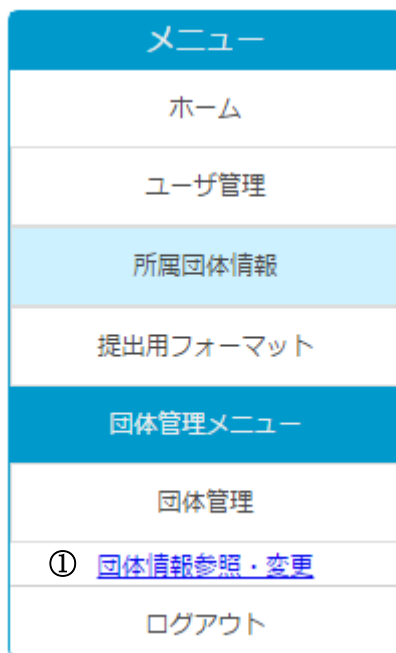 メニュー
ホーム
ユーザ管理
所属団体情報
提出用フォーマット
団体管理メニュー
団体管理
① 団体情報参照・変更
ログアウト